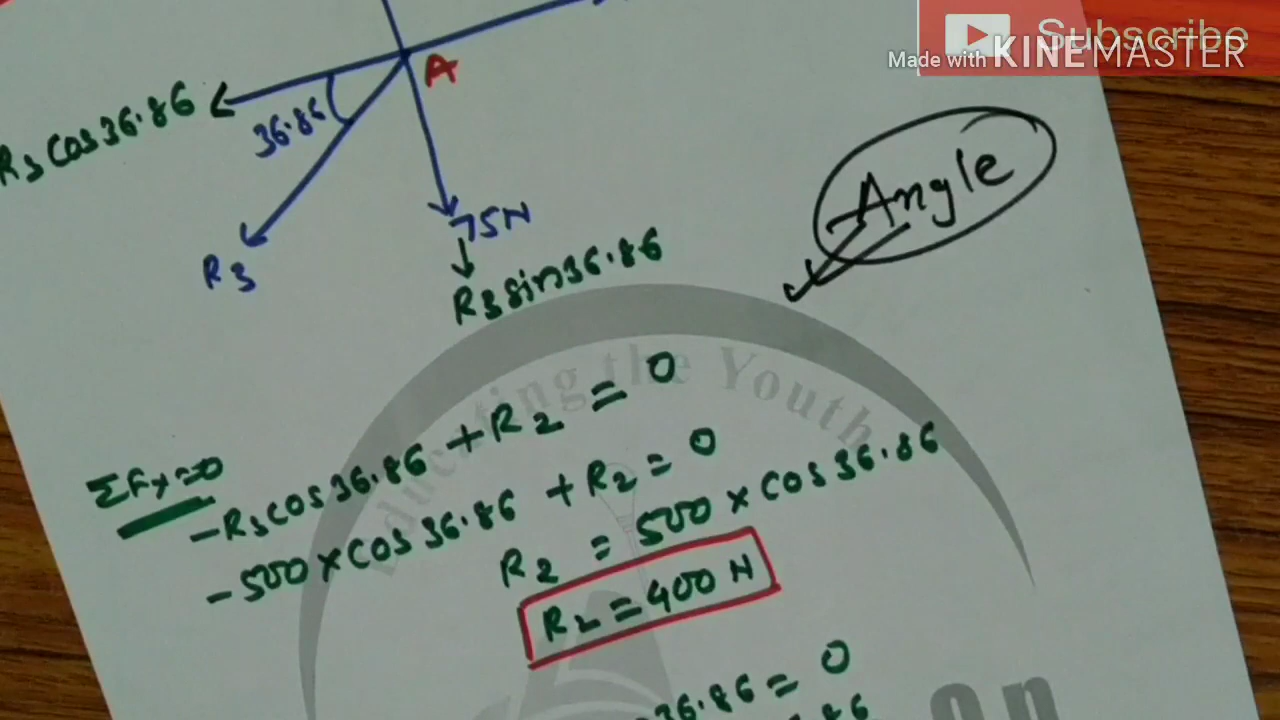 Subscribe
Made with KINEMASTER
A
R3 cos 36.86
36.86
Angle
75N
R3
R3 sin 36.86
Educating the Youth
ΣFx=0
-R3 cos 36.86 + R2 = 0
-500 × cos 36.86 + R2 = 0
R2 = 500 × cos 36.86
R2 = 400 N
36.86 = 0
86
on